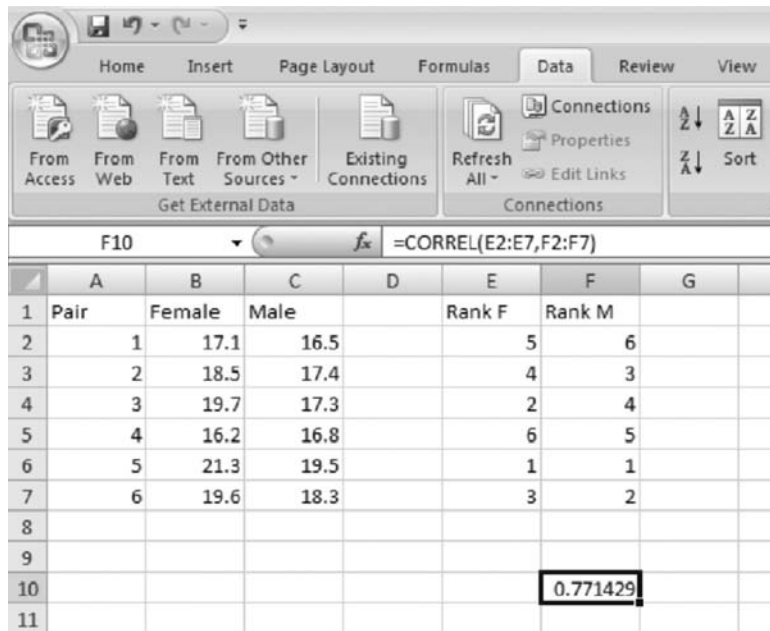 Home Insert Page Layout Formulas Data Review View
From Access
From Web
From Text
From Other Sources
Existing Connections
Get External Data
Refresh All
Connections
Properties
Edit Links
Connections
A Z
Z A
A Z Z A
Sort
F10 fx =CORREL(E2:E7,F2:F7)
A B C D E F G
1 Pair Female Male Rank F Rank M
2 1 17.1 16.5 5 6
3 2 18.5 17.4 4 3
4 3 19.7 17.3 2 4
5 4 16.2 16.8 6 5
6 5 21.3 19.5 1 1
7 6 19.6 18.3 3 2
8
9
10 0.771429
11